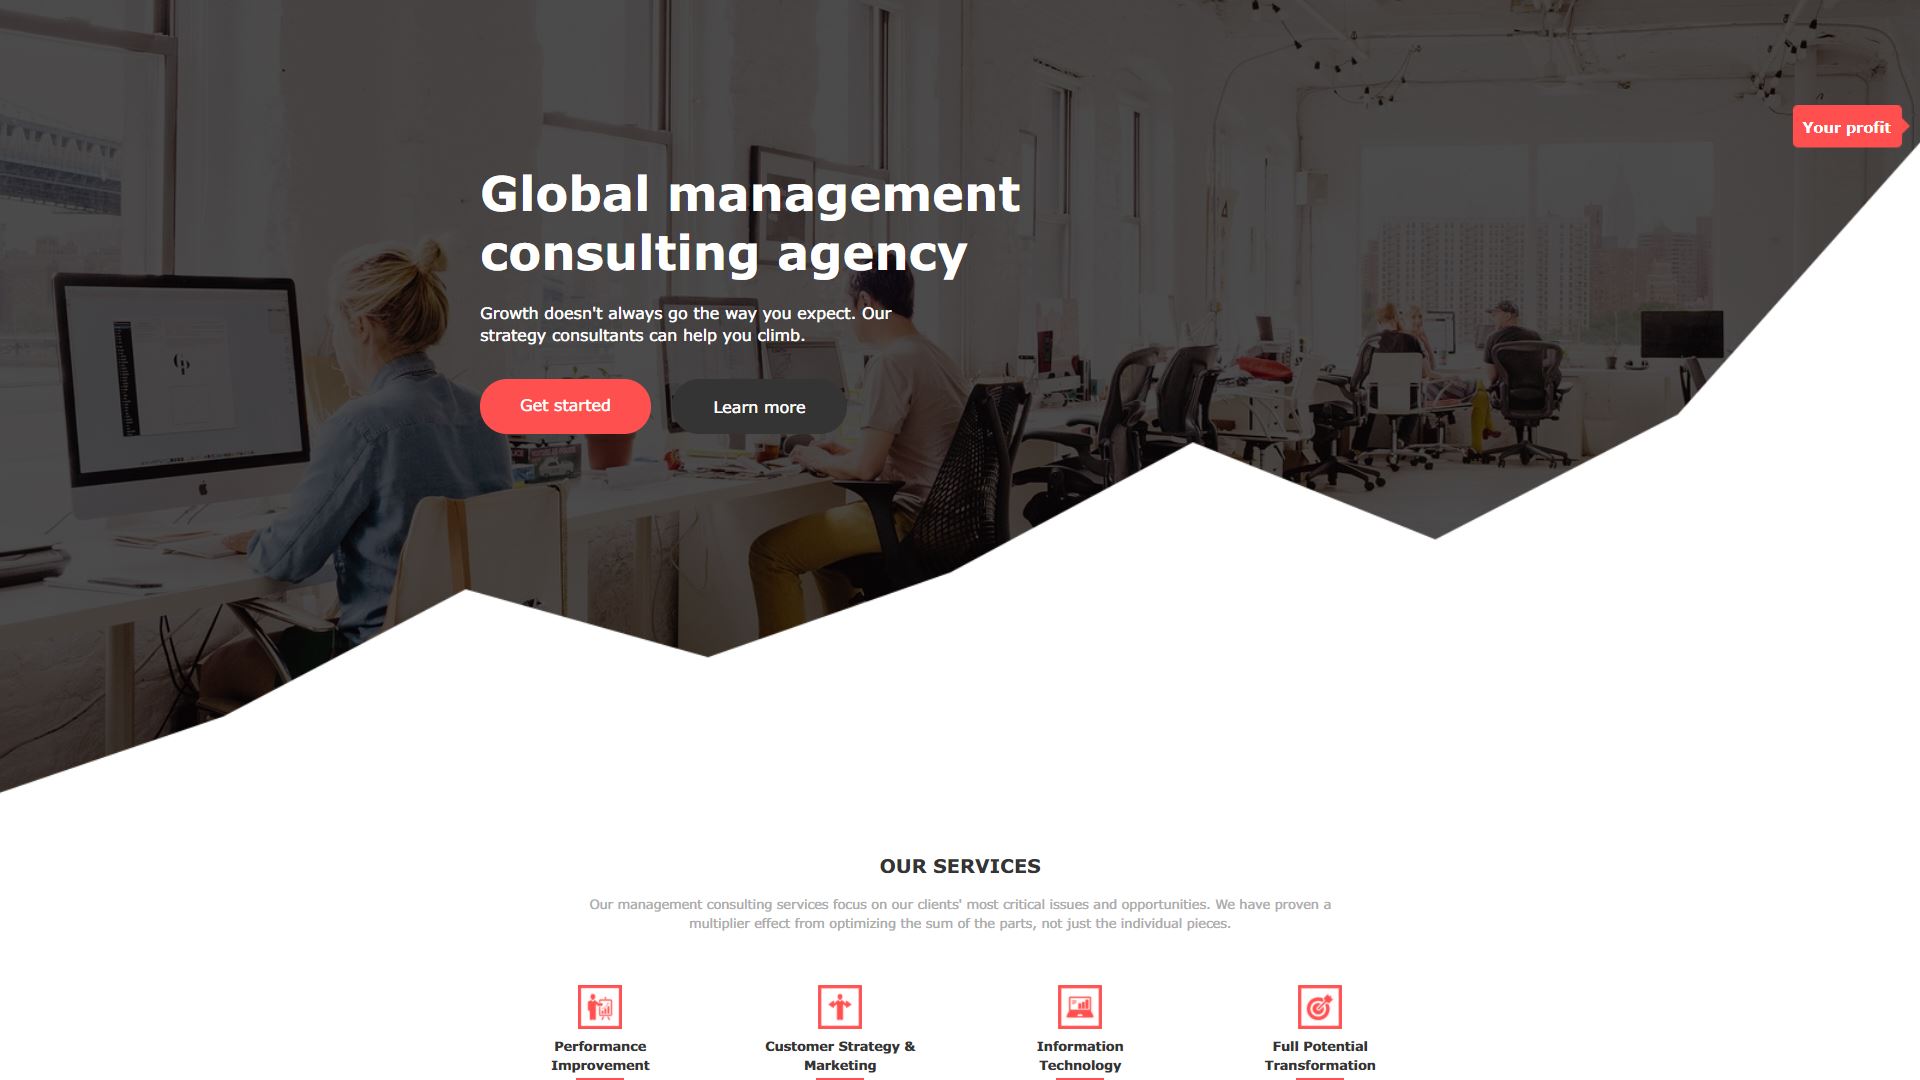 Your profit
Global management
consulting agency
Growth doesn't always go the way you expect. Our
strategy consultants can help you climb.
Get started
Learn more
OUR SERVICES
Our management consulting services focus on our clients' most critical issues and opportunities. We have proven a
multiplier effect from optimizing the sum of the parts, not just the individual pieces.
Performance
Improvement
Customer Strategy &
Marketing
Information
Technology
Full Potential
Transformation